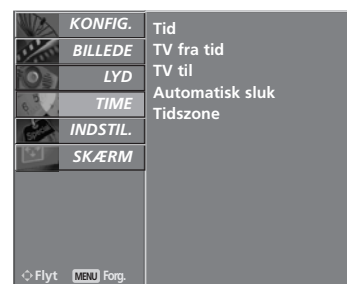 KONFIG.
BILLEDE
LYD
TIME
INDSTIL.
SKÆRM
Tid
TV fra tid
TV til
Automatisk sluk
Tidszone
Flyt MENU Forg.